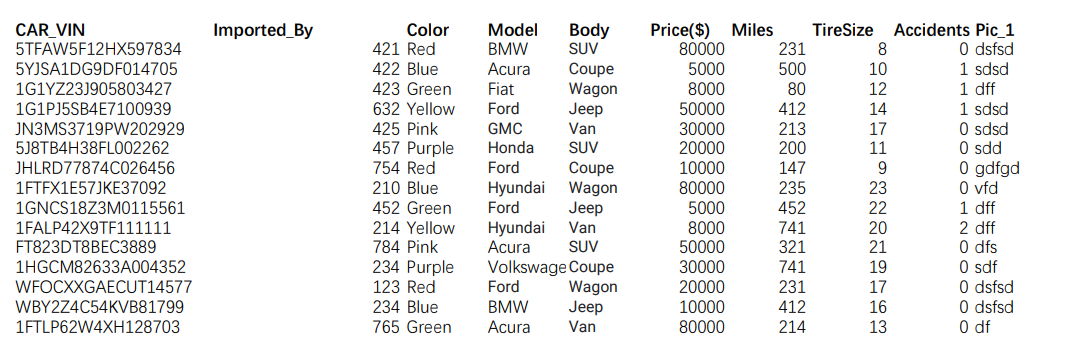 CAR_VIN Imported_By Color Model Body Price($) Miles TireSize Accidents Pic_1
5TFAW5F12HX597834 421 Red BMW SUV 80000 231 8 0 dsfsd
5YJSA1DG9DF014705 422 Blue Acura Coupe 5000 500 10 1 sdsd
1G1YZ23J905803427 423 Green Fiat Wagon 8000 80 12 1 dff
1G1PJ5SB4E7100939 632 Yellow Ford Jeep 50000 412 14 1 sdsd
JN3MS3719PW202929 425 Pink GMC Van 30000 213 17 0 sdsd
5J8TB4H38FL002262 457 Purple Honda SUV 20000 200 11 0 sdd
JHLRD77874C026456 754 Red Ford Coupe 10000 147 9 0 gdfgd
1FTFX1E57JKE37092 210 Blue Hyundai Wagon 80000 235 23 0 vfd
1GNCS18Z3M0115561 452 Green Ford Jeep 5000 452 22 1 dff
1FALP42X9TF111111 214 Yellow Hyundai Van 8000 741 20 2 dff
FT823DT8BEC3889 784 Pink Acura SUV 50000 321 21 0 dfs
1HGCM82633A004352 234 Purple Volkswage Coupe 30000 741 19 0 sdf
WFOCXXGAECUT14577 123 Red Ford Wagon 20000 231 17 0 dsfsd
WBY2Z4C54KVB81799 234 Blue BMW Jeep 10000 412 16 0 dsfsd
1FTLP62W4XH128703 765 Green Acura Van 80000 214 13 0 df